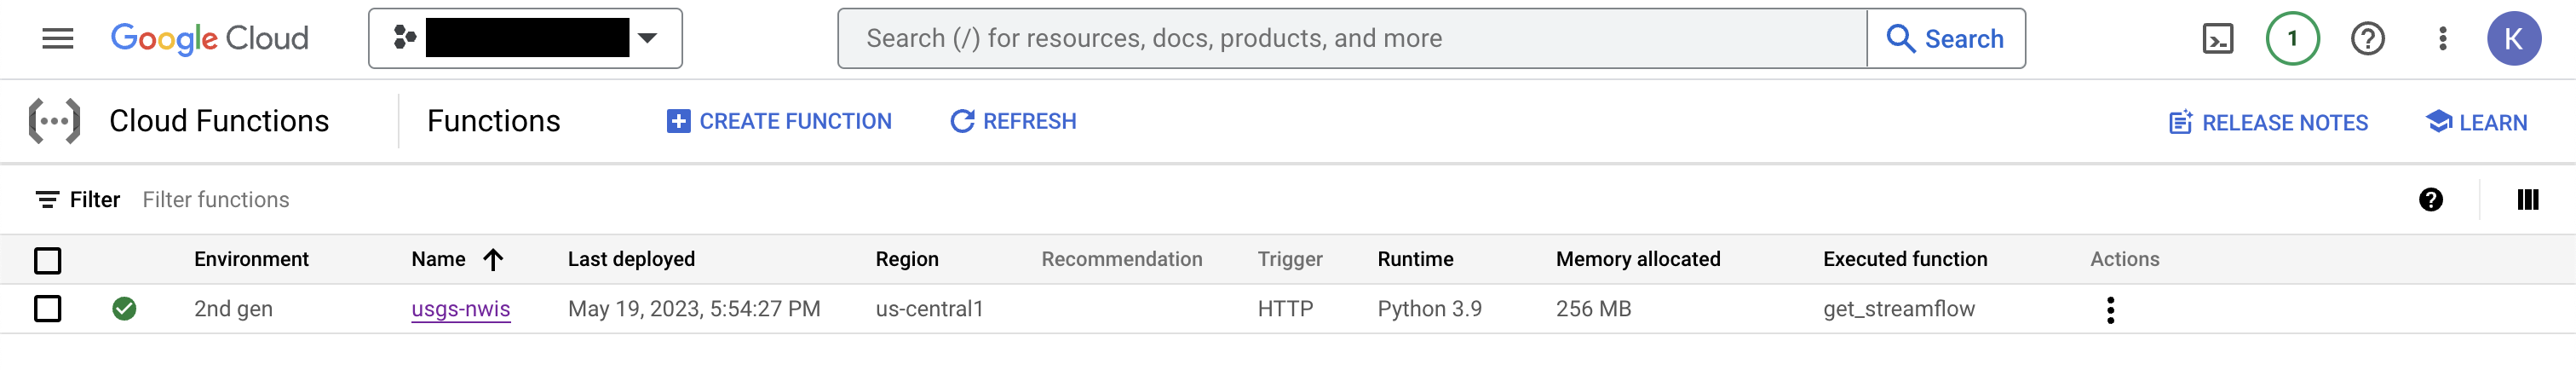 Google Cloud
Search (/) for resources, docs, products, and more
Search
1
K
Cloud Functions
Functions
CREATE FUNCTION
REFRESH
RELEASE NOTES
LEARN
Filter Filter functions
Environment Name Last deployed Region Recommendation Trigger Runtime Memory allocated Executed function Actions
2nd gen usgs-nwis May 19, 2023, 5:54:27 PM us-central1 HTTP Python 3.9 256 MB get_streamflow